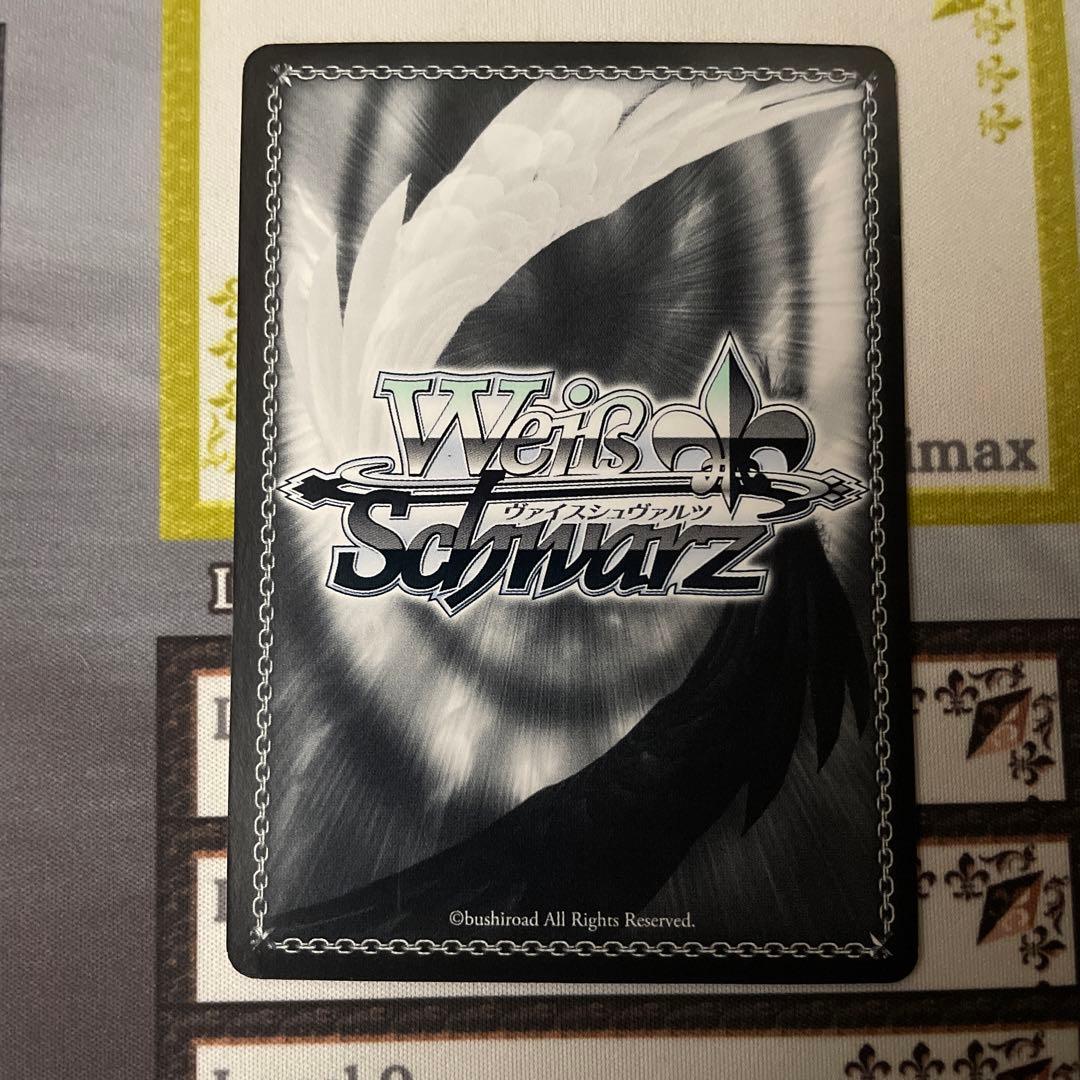 Weiß
ヴァイスシュヴァルツ
Schwarz
©bushiroad All Rights Reserved.
imax